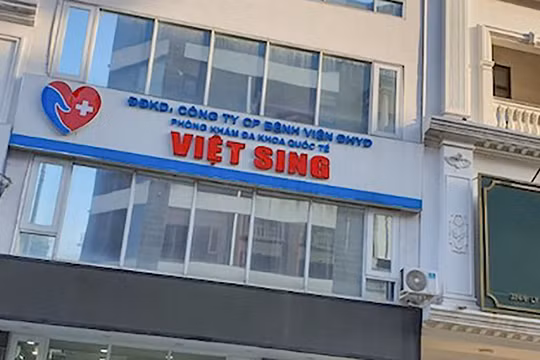 ĐĐKD: CÔNG TY CP BỆNH VIỆN ĐHYD
PHÒNG KHÁM ĐA KHOA QUỐC TẾ
VIỆT SING